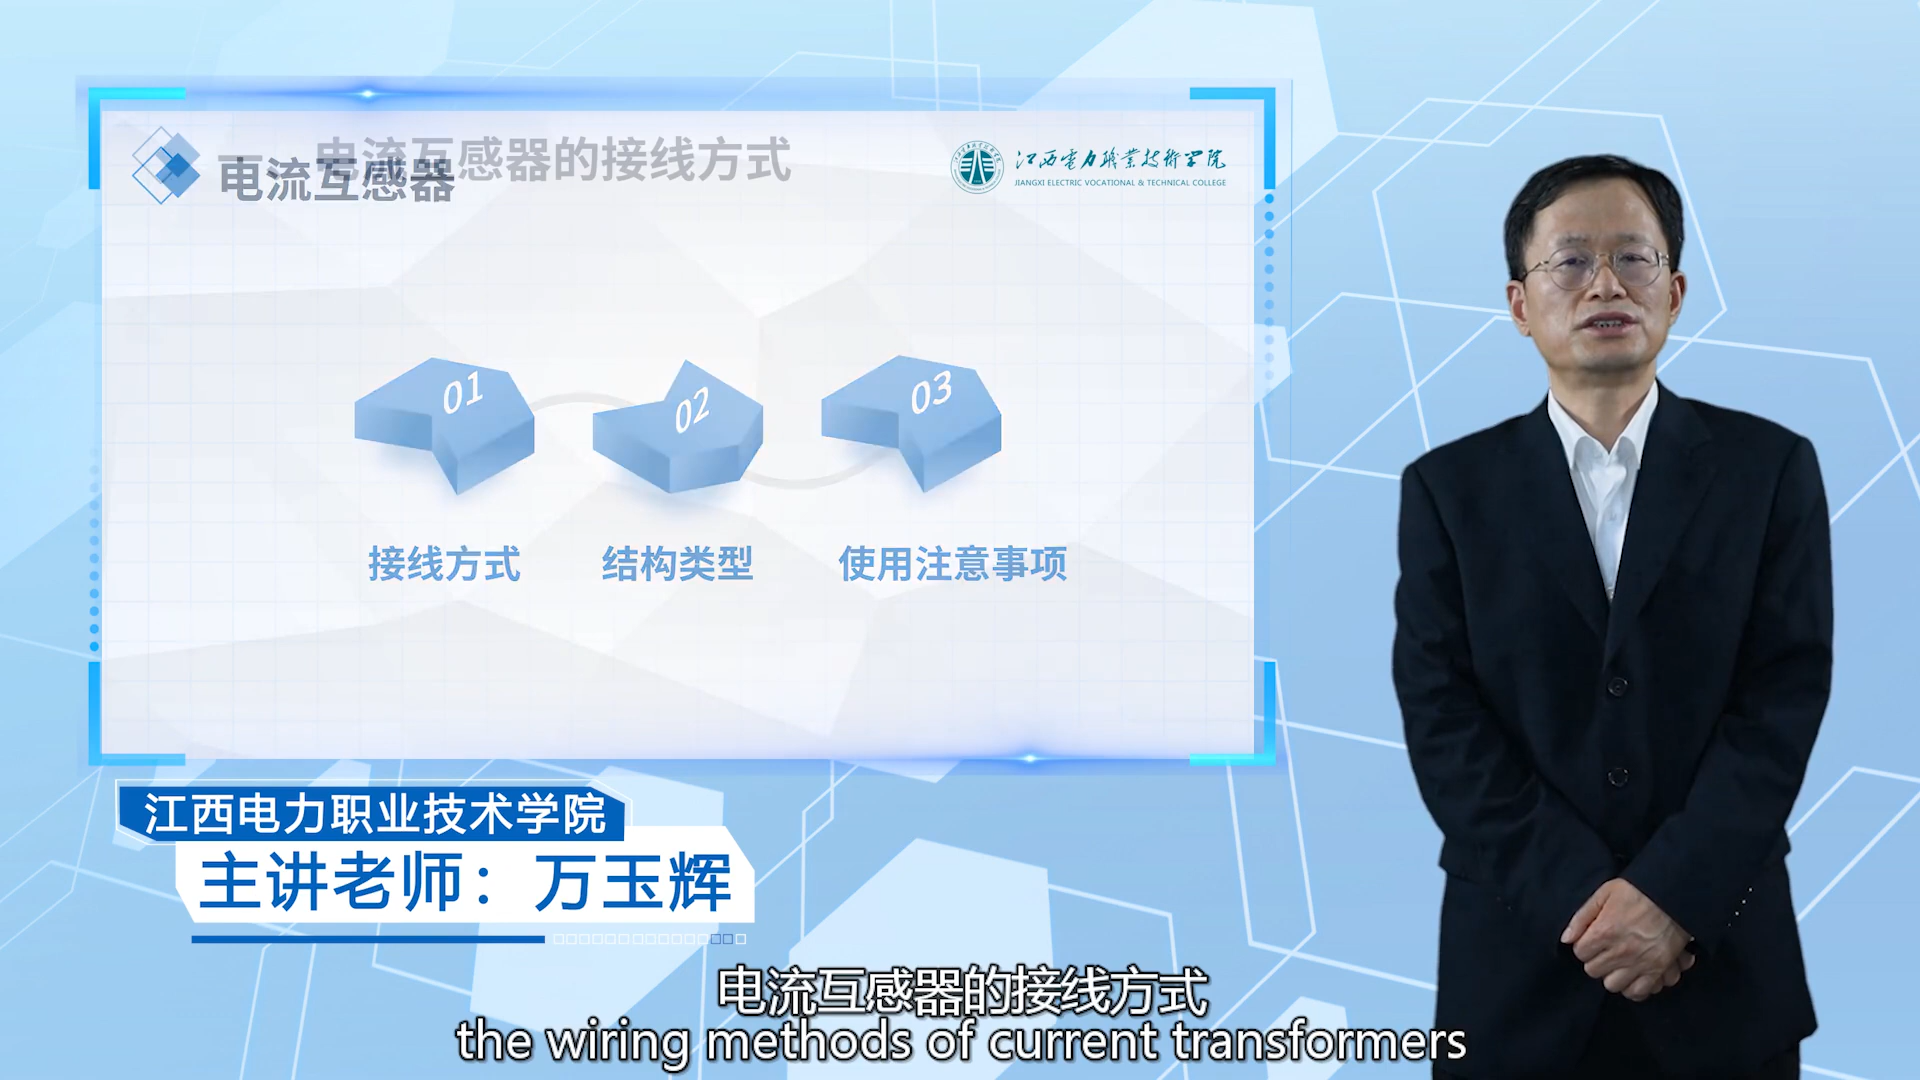 电流互感器的接线方式
电流互感器
江西電力職業技術学院
JIANGXI ELECTRIC VOCATIONAL & TECHNICAL COLLEGE
01
02
03
接线方式
结构类型
使用注意事项
江西电力职业技术学院
主讲老师：万玉辉
电流互感器的接线方式
the wiring methods of current transformers